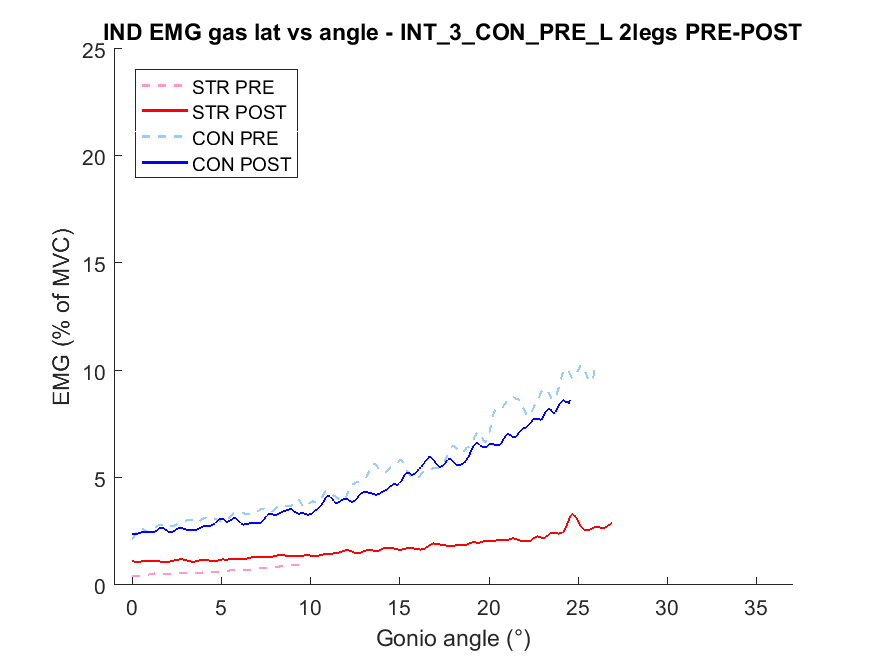 IND EMG gas lat vs angle - INT_3_CON_PRE_L 2legs PRE-POST
25
STR PRE
STR POST
CON PRE
CON POST
20
15
10
5
0
EMG (% of MVC)
0 5 10 15 20 25 30 35
Gonio angle (°)